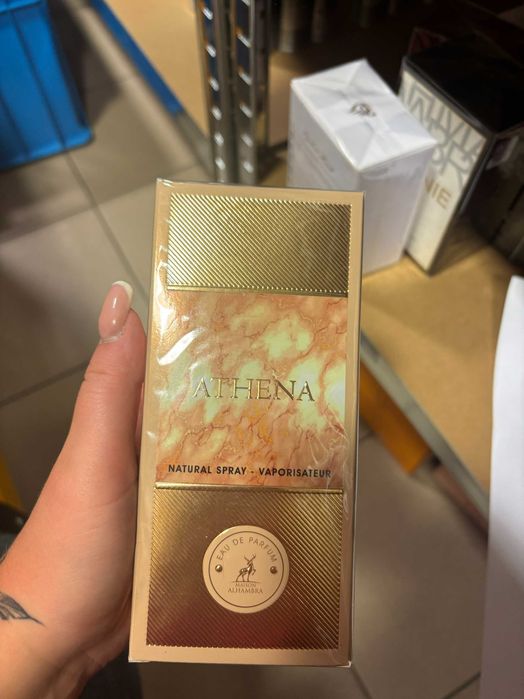 ATHENA
NATURAL SPRAY - VAPORISATEUR
EAU DE PARFUM
MAISON
ALHAMBRA
NIE